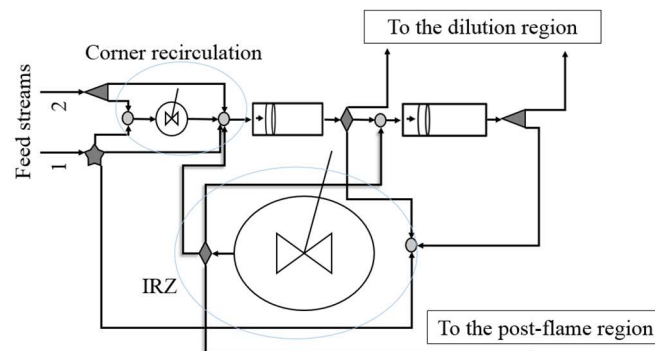 To the dilution region
Corner recirculation
Feed streams
2
1
IRZ
To the post-flame region